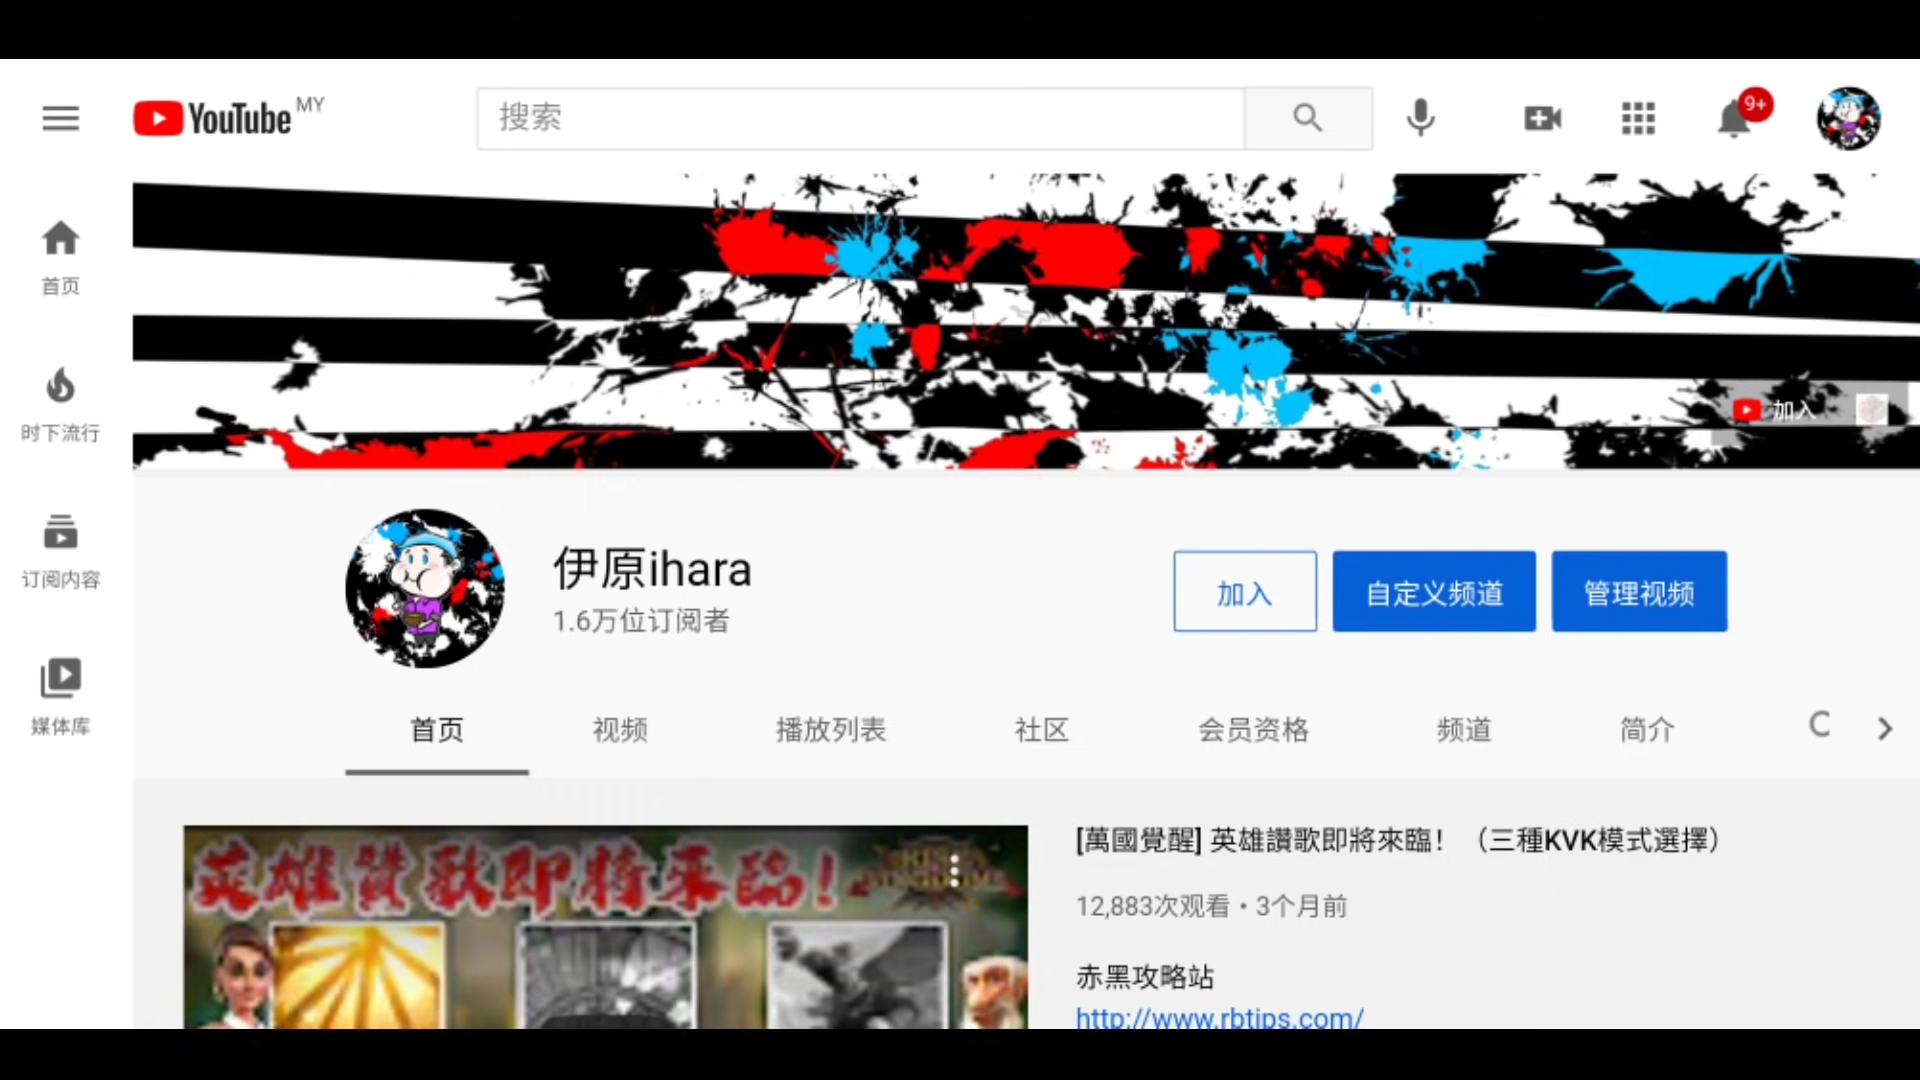 YouTube MY
搜索
9+
首页
时下流行
订阅内容
媒体库
加入
伊原ihara
1.6万位订阅者
加入
自定义频道
管理视频
首页
视频
播放列表
社区
会员资格
频道
简介
英雄贊歌即將來臨!
[萬國覺醒] 英雄讚歌即將來臨！（三種KVK模式選擇）
12,883次观看・3个月前
赤黑攻略站
http://www.rbtips.com/